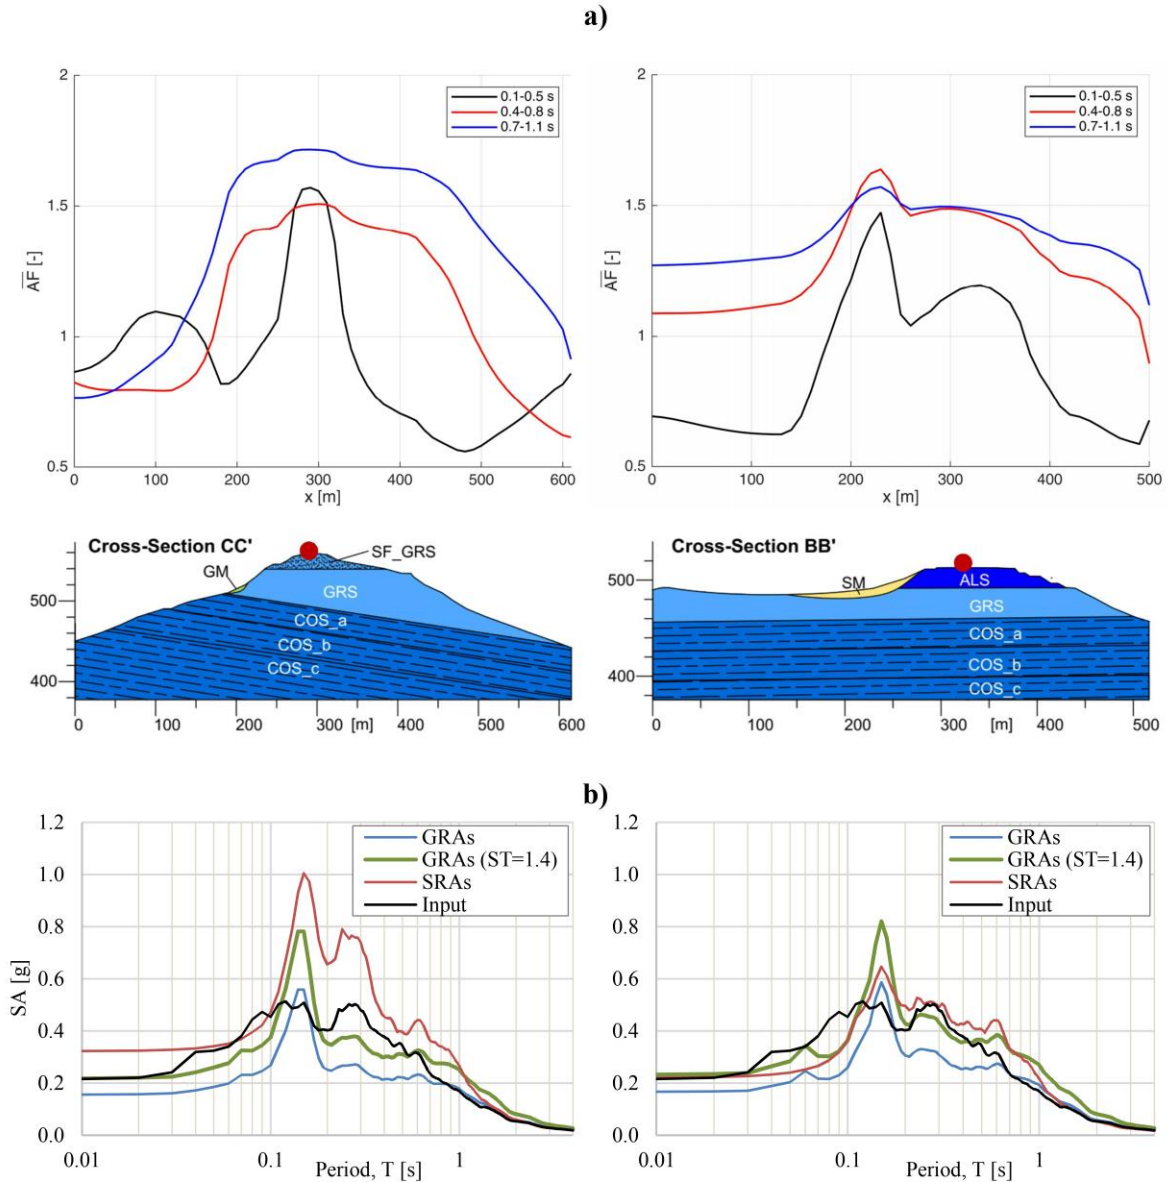 a)
2
1.5
1
0.5
AF [-]
0.1-0.5 s
0.4-0.8 s
0.7-1.1 s
0
100
200
300
400
500
600
x [m]
2
1.5
1
0.5
AF [-]
0.1-0.5 s
0.4-0.8 s
0.7-1.1 s
0
100
200
300
400
500
x [m]
Cross-Section CC'
SF_GRS
GM
GRS
500
COS_a
COS_b
COS_c
400
0
100
200
300
[m]
400
500
600
Cross-Section BB'
500
SM
ALS
GRS
COS_a
COS_b
400
COS_c
0
100
200
300
[m]
400
500
b)
1.2
1.0
0.8
0.6
0.4
0.2
0.0
SA [g]
GRAs
GRAs (ST=1.4)
SRAs
Input
0.01
0.1
1
Period, T [s]
1.2
1.0
0.8
0.6
0.4
0.2
0.0
GRAs
GRAs (ST=1.4)
SRAs
Input
0.01
0.1
1
Period, T [s]